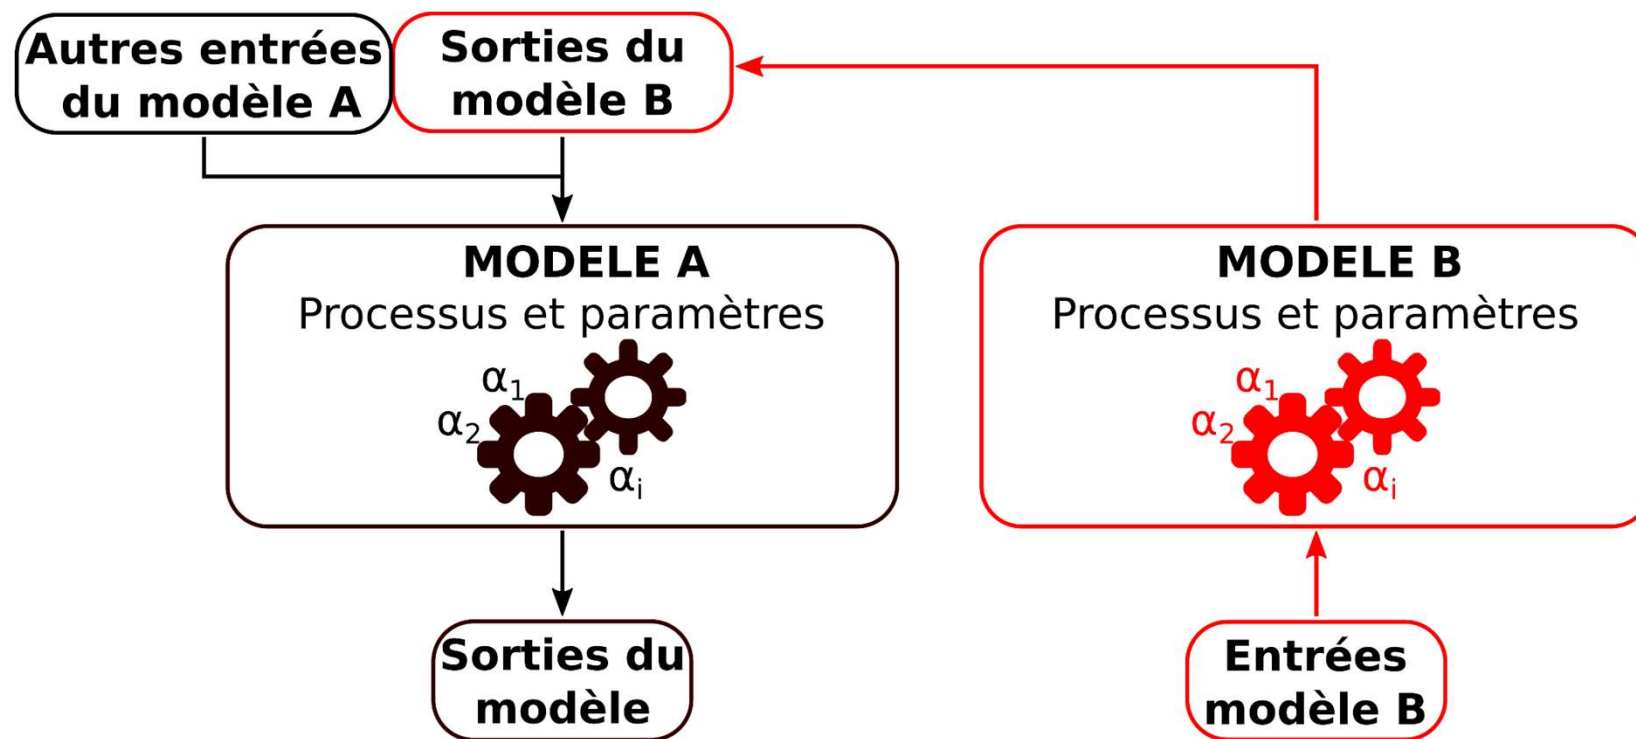 Autres entrées
du modèle A
Sorties du
modèle B
MODELE A
Processus et paramètres
α1
α2
αi
Sorties du
modèle
MODELE B
Processus et paramètres
α1
α2
αi
Entrées
modèle B